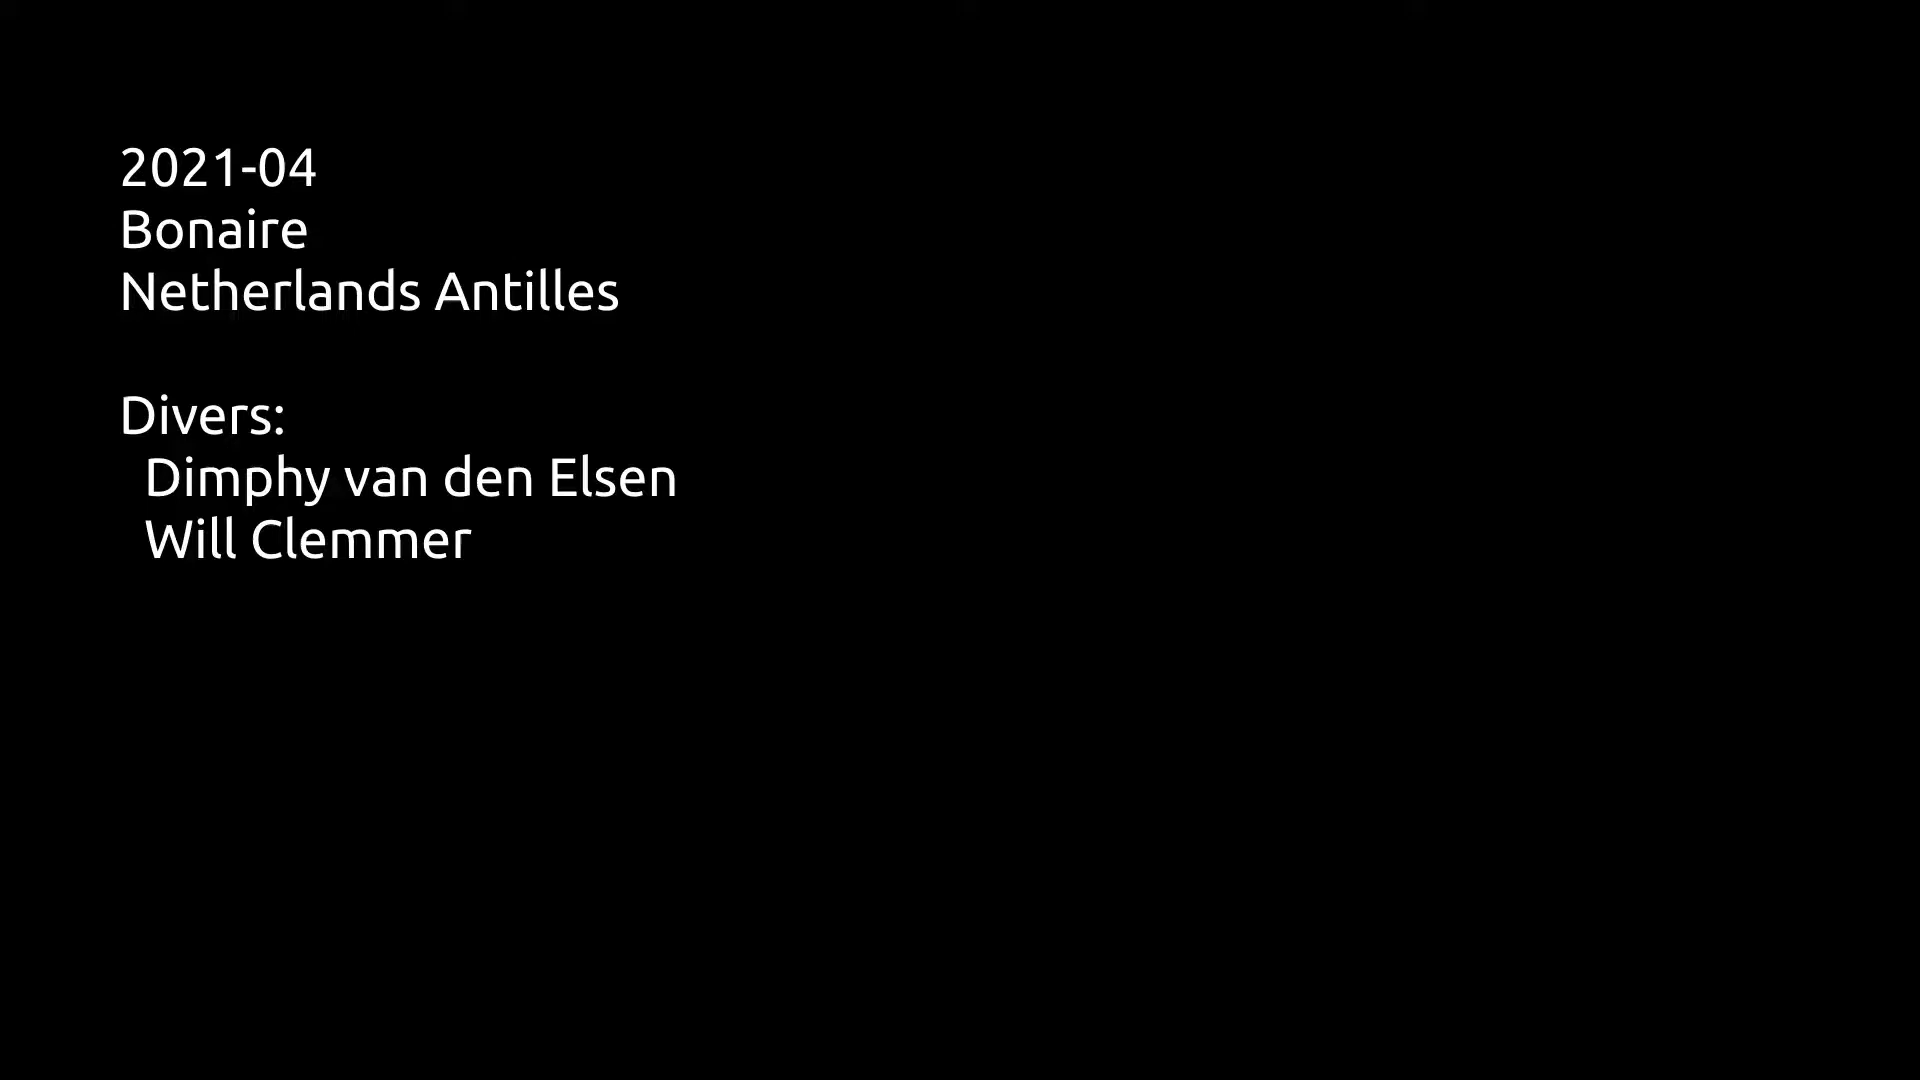 2021-04
Bonaire
Netherlands Antilles
Divers:
Dimphy van den Elsen
Will Clemmer